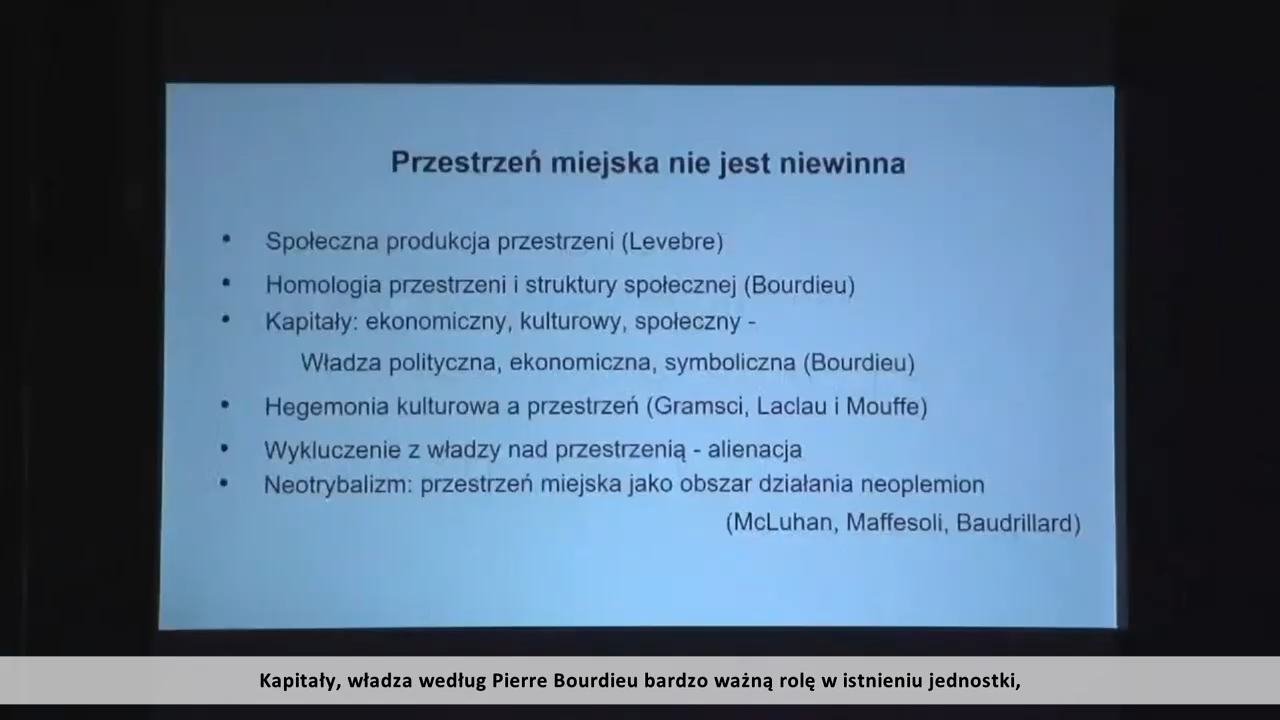 Przestrzeń miejska nie jest niewinna
• Społeczna produkcja przestrzeni (Levebre)
• Homologia przestrzeni i struktury społecznej (Bourdieu)
• Kapitały: ekonomiczny, kulturowy, społeczny -
Władza polityczna, ekonomiczna, symboliczna (Bourdieu)
• Hegemonia kulturowa a przestrzeń (Gramsci, Laclau i Mouffe)
• Wykluczenie z władzy nad przestrzenią - alienacja
• Neotrybalizm: przestrzeń miejska jako obszar działania neoplemion
(McLuhan, Maffesoli, Baudrillard)
Kapitały, władza według Pierre Bourdieu bardzo ważną rolę w istnieniu jednostki,